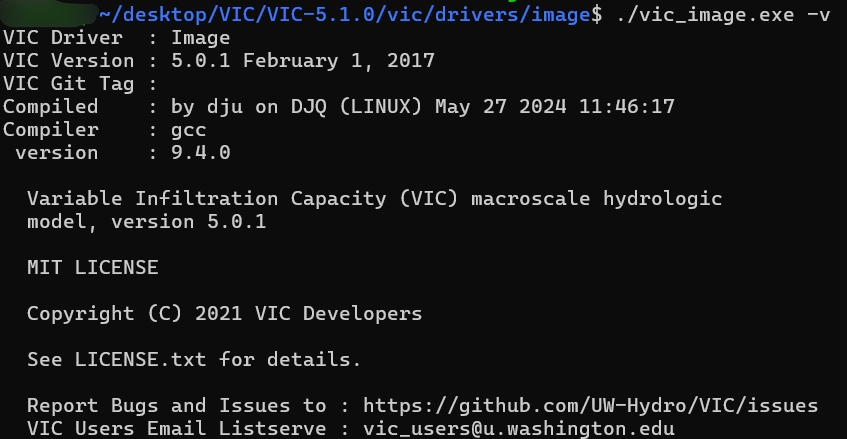 ~/desktop/VIC/VIC-5.1.0/vic/drivers/image$ ./vic_image.exe -v
VIC Driver  : Image
VIC Version : 5.0.1 February 1, 2017
VIC Git Tag :
Compiled    : by dju on DJQ (LINUX) May 27 2024 11:46:17
Compiler    : gcc
 version    : 9.4.0
  Variable Infiltration Capacity (VIC) macroscale hydrologic
  model, version 5.0.1
  MIT LICENSE
  Copyright (C) 2021 VIC Developers
  See LICENSE.txt for details.
  Report Bugs and Issues to : https://github.com/UW-Hydro/VIC/issues
  VIC Users Email Listserve : vic_users@u.washington.edu